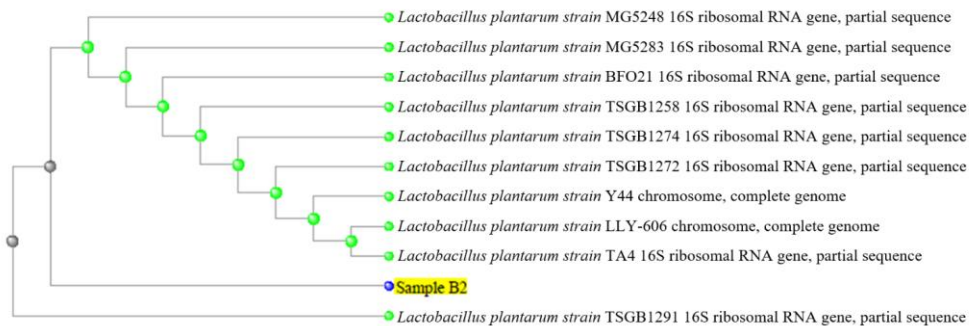 Lactobacillus plantarum strain MG5248 16S ribosomal RNA gene, partial sequence
Lactobacillus plantarum strain MG5283 16S ribosomal RNA gene, partial sequence
Lactobacillus plantarum strain BFO21 16S ribosomal RNA gene, partial sequence
Lactobacillus plantarum strain TSGB1258 16S ribosomal RNA gene, partial sequence
Lactobacillus plantarum strain TSGB1274 16S ribosomal RNA gene, partial sequence
Lactobacillus plantarum strain TSGB1272 16S ribosomal RNA gene, partial sequence
Lactobacillus plantarum strain Y44 chromosome, complete genome
Lactobacillus plantarum strain LLY-606 chromosome, complete genome
Lactobacillus plantarum strain TA4 16S ribosomal RNA gene, partial sequence
Sample B2
Lactobacillus plantarum strain TSGB1291 16S ribosomal RNA gene, partial sequence